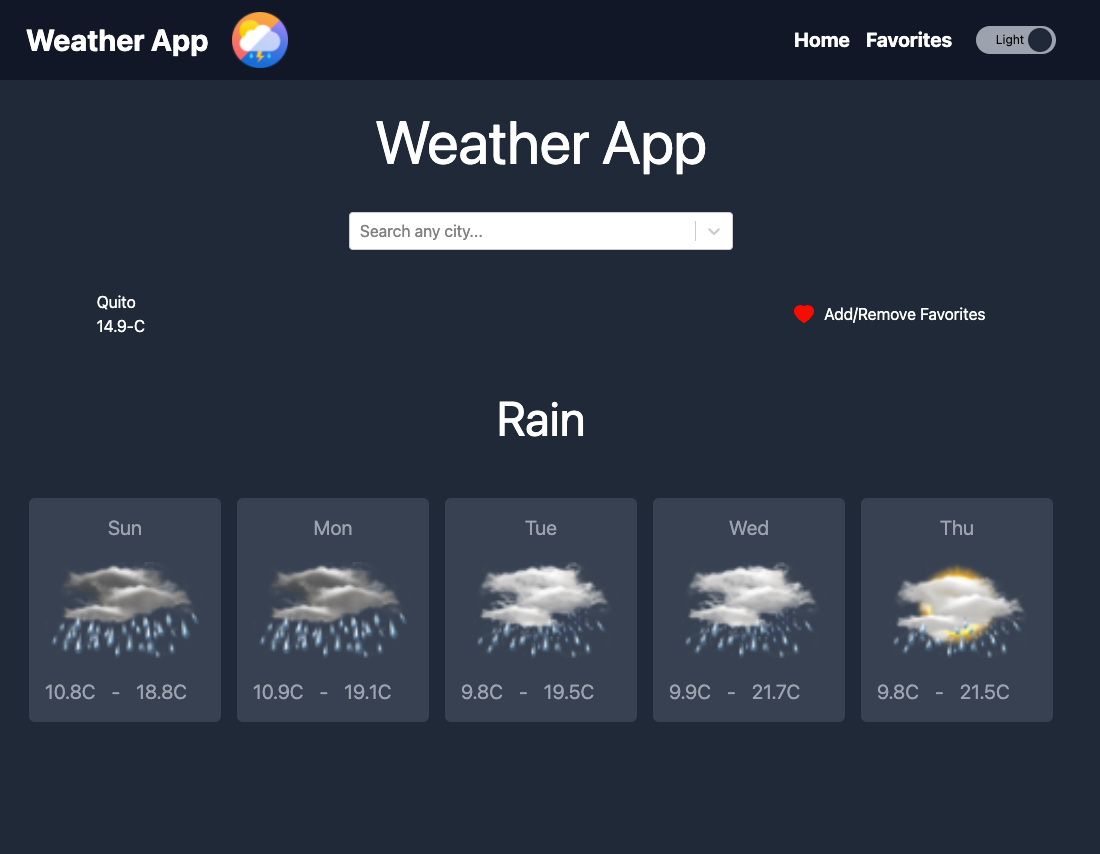 Weather App
Home Favorites Light
Weather App
Search any city...
Quito
14.9-C
Add/Remove Favorites
Rain
Sun
10.8C - 18.8C
Mon
10.9C - 19.1C
Tue
9.8C - 19.5C
Wed
9.9C - 21.7C
Thu
9.8C - 21.5C